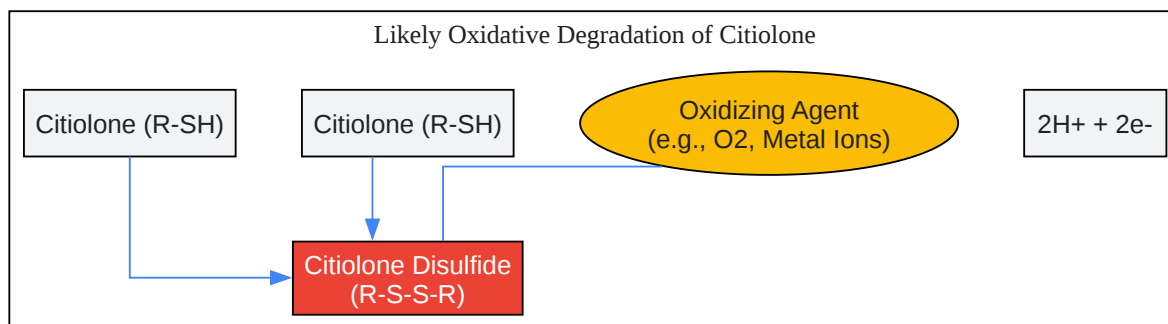 Likely Oxidative Degradation of Citiolone
Citiolone (R-SH)
Citiolone (R-SH)
Oxidizing Agent
(e.g., O2, Metal Ions)
2H+ + 2e-
Citiolone Disulfide
(R-S-S-R)